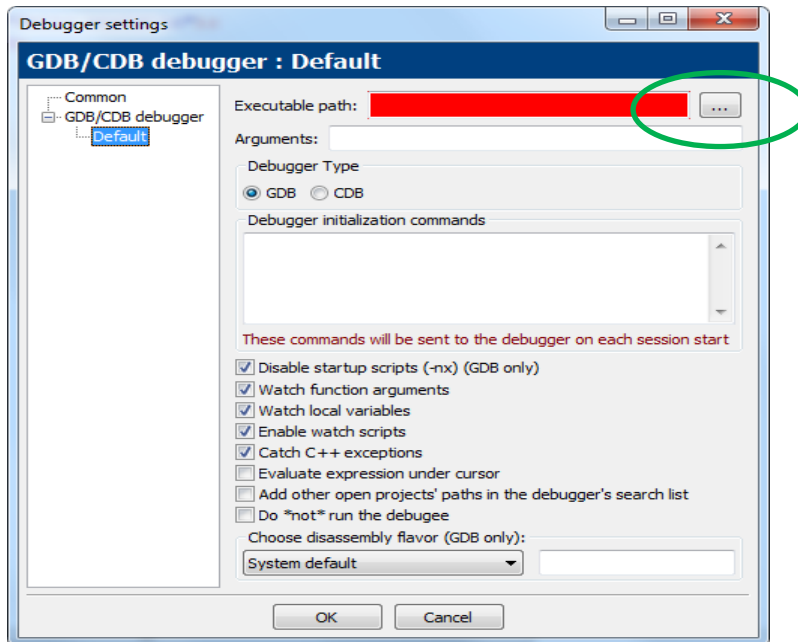 Debugger settings
GDB/CDB debugger : Default
Common
GDB/CDB debugger
Default
Executable path:
...
Arguments:
Debugger Type
GDB
CDB
Debugger initialization commands
These commands will be sent to the debugger on each session start
Disable startup scripts (-nx) (GDB only)
Watch function arguments
Watch local variables
Enable watch scripts
Catch C++ exceptions
Evaluate expression under cursor
Add other open projects' paths in the debugger's search list
Do *not* run the debugee
Choose disassembly flavor (GDB only):
System default
OK
Cancel